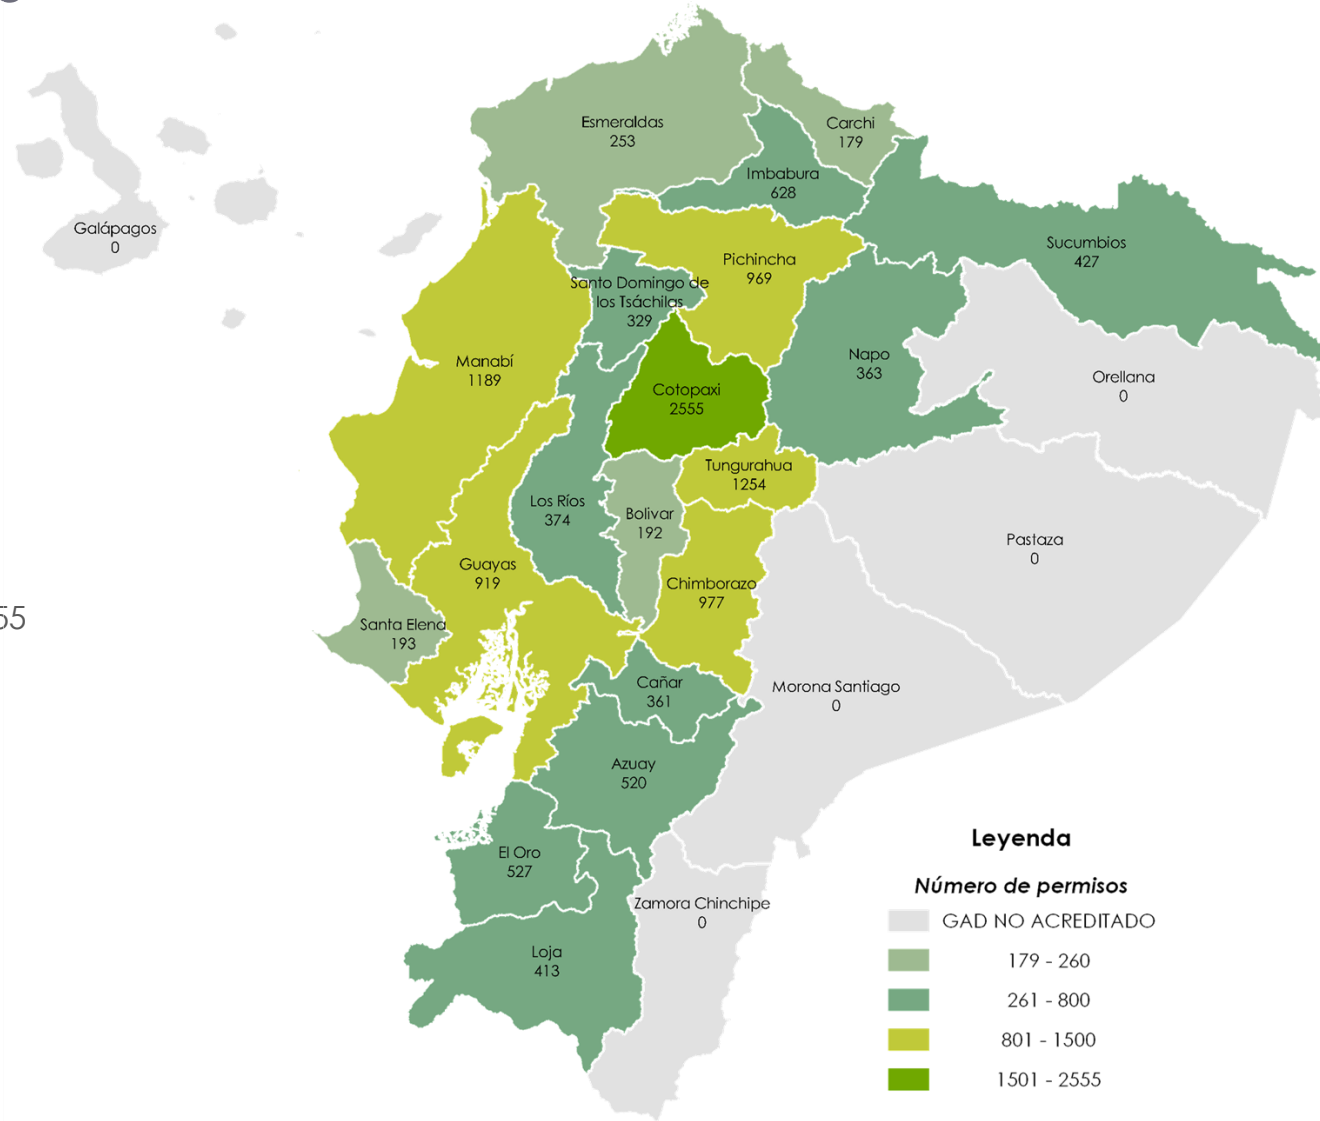 Esmeraldas
253
Carchi
179
Imbabura
628
Galápagos
0
Sucumbios
427
Pichincha
969
Santo Domingo de
los Tsáchilas
329
Manabí
1189
Napo
363
Orellana
0
Cotopaxi
2555
Tungurahua
1254
Los Ríos
374
Bolivar
192
Pastaza
0
Guayas
919
Chimborazo
977
55
Santa Elena
193
Cañar
361
Morona Santiago
0
Azuay
520
El Oro
527
Zamora Chinchipe
0
Loja
413
Leyenda
Número de permisos
GAD NO ACREDITADO
179 - 260
261 - 800
801 - 1500
1501 - 2555